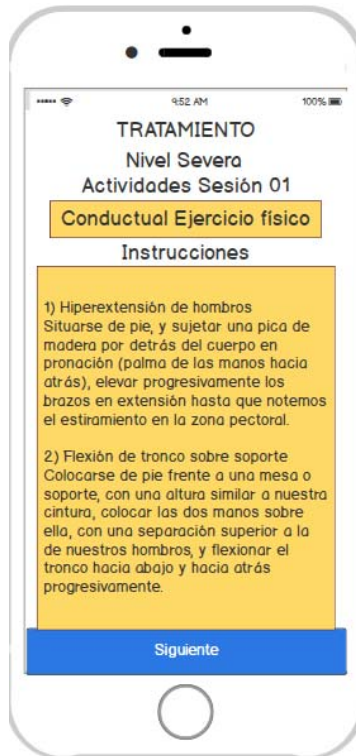 9:52 AM 100%
TRATAMIENTO
Nivel Severa
Actividades Sesión 01
Conductual Ejercicio físico
Instrucciones
1) Hiperextensión de hombros
Situarse de pie, y sujetar una pica de
madera por detrás del cuerpo en
pronación (palma de las manos hacia
atrás), elevar progresivamente los
brazos en extensión hasta que notemos
el estiramiento en la zona pectoral.
2) Flexión de tronco sobre soporte
Colocarse de pie frente a una mesa o
soporte, con una altura similar a nuestra
cintura, colocar las dos manos sobre
ella, con una separación superior a la
de nuestros hombros, y flexionar el
tronco hacia abajo y hacia atrás
progresivamente.
Siguiente